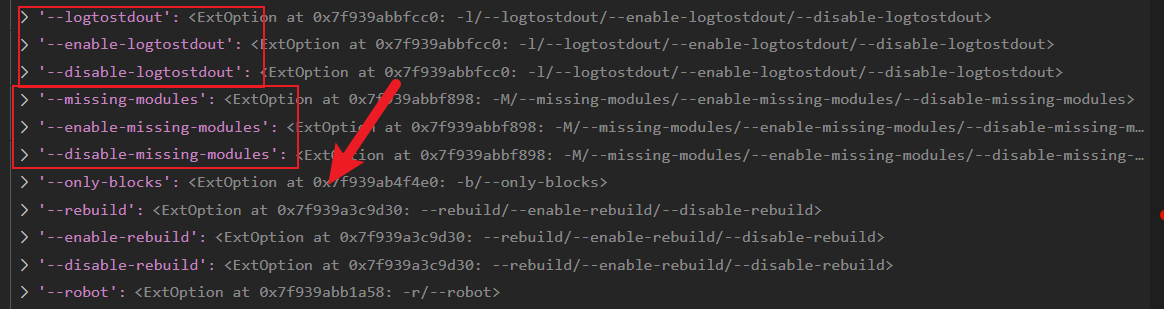 > '--logtostdout': <ExtOption at 0x7f939abbfcc0: -l/--logtostdout/--enable-logtostdout/--disable-logtostdout>
> '--enable-logtostdout': <ExtOption at 0x7f939abbfcc0: -l/--logtostdout/--enable-logtostdout/--disable-logtostdout>
> '--disable-logtostdout': <ExtOption at 0x7f939abbfcc0: -l/--logtostdout/--enable-logtostdout/--disable-logtostdout>
> '--missing-modules': <ExtOption at 0x7f939abbf898: -M/--missing-modules/--enable-missing-modules/--disable-missing-modules>
> '--enable-missing-modules': <ExtOption at 0x7f939abbf898: -M/--missing-modules/--enable-missing-modules/--disable-missing-m…
> '--disable-missing-modules': <ExtOption at 0x7f939abbf898: -M/--missing-modules/--enable-missing-modules/--disable-missing-…
> '--only-blocks': <ExtOption at 0x7f939ab4f4e0: -b/--only-blocks>
> '--rebuild': <ExtOption at 0x7f939a3c9d30: --rebuild/--enable-rebuild/--disable-rebuild>
> '--enable-rebuild': <ExtOption at 0x7f939a3c9d30: --rebuild/--enable-rebuild/--disable-rebuild>
> '--disable-rebuild': <ExtOption at 0x7f939a3c9d30: --rebuild/--enable-rebuild/--disable-rebuild>
> '--robot': <ExtOption at 0x7f939abb1a58: -r/--robot>